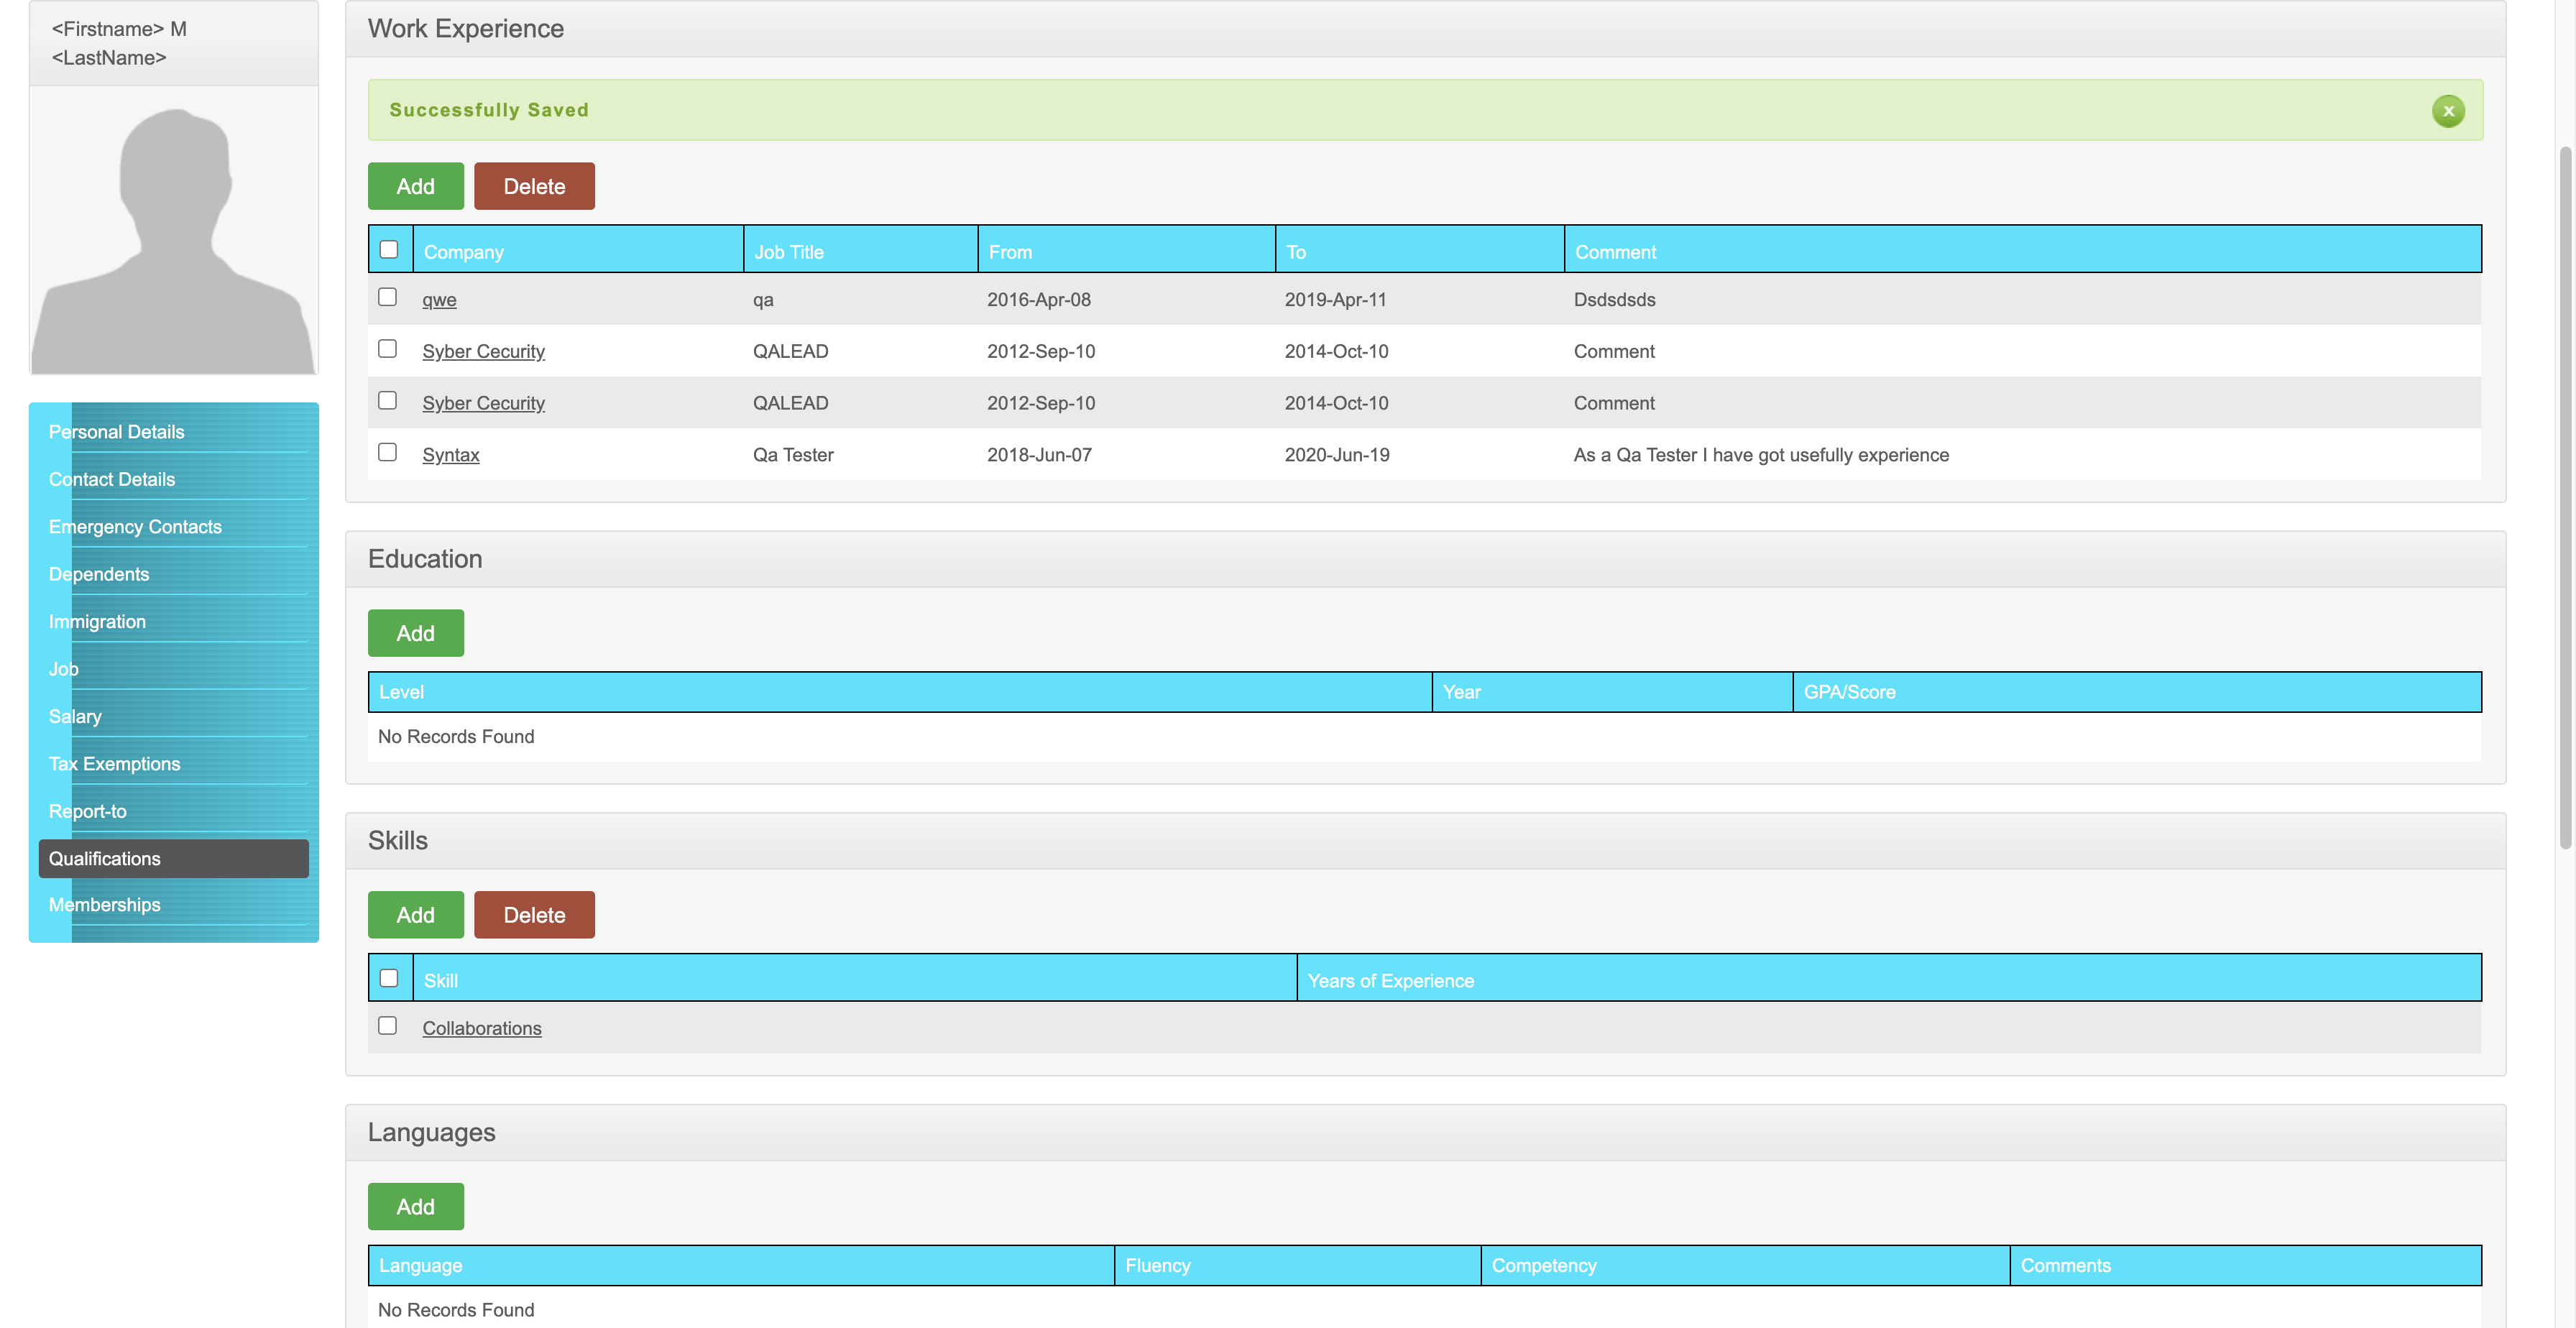 <Firstname> M
<LastName>
Personal Details
Contact Details
Emergency Contacts
Dependents
Immigration
Job
Salary
Tax Exemptions
Report-to
Qualifications
Memberships
Work Experience
Successfully Saved
x
Add Delete
Company Job Title From To Comment
qwe qa 2016-Apr-08 2019-Apr-11 Dsdsdsds
Syber Cecurity QALEAD 2012-Sep-10 2014-Oct-10 Comment
Syber Cecurity QALEAD 2012-Sep-10 2014-Oct-10 Comment
Syntax Qa Tester 2018-Jun-07 2020-Jun-19 As a Qa Tester I have got usefully experience
Education
Add
Level Year GPA/Score
No Records Found
Skills
Add Delete
Skill Years of Experience
Collaborations
Languages
Add
Language Fluency Competency Comments
No Records Found